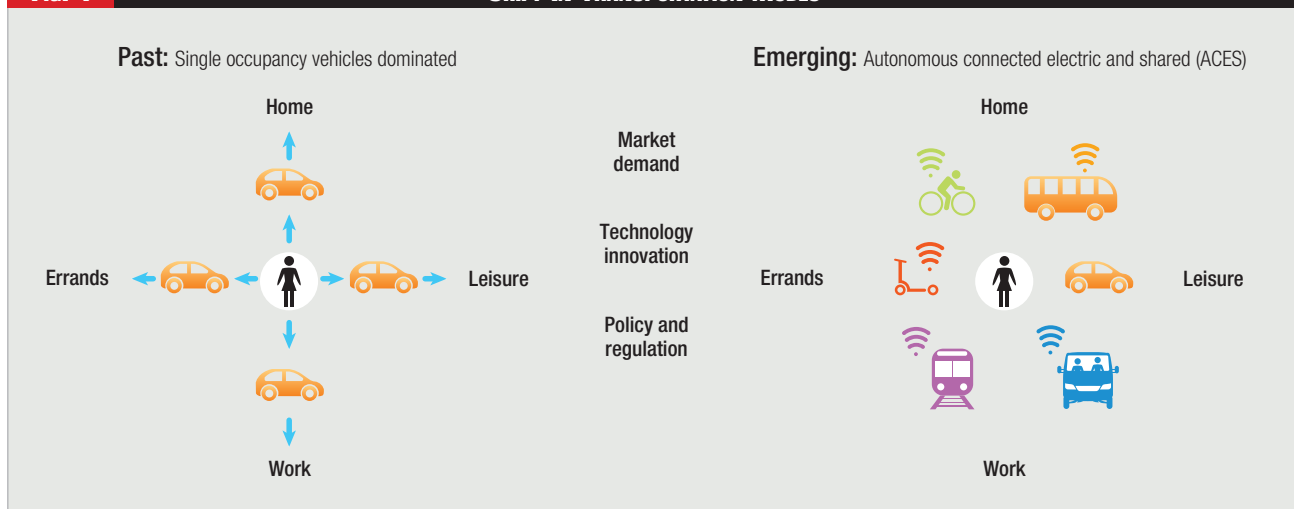 Past: Single occupancy vehicles dominated
Home
Errands
Leisure
Work
Market
demand
Technology
innovation
Policy and
regulation
Emerging: Autonomous connected electric and shared (ACES)
Home
Errands
Leisure
Work